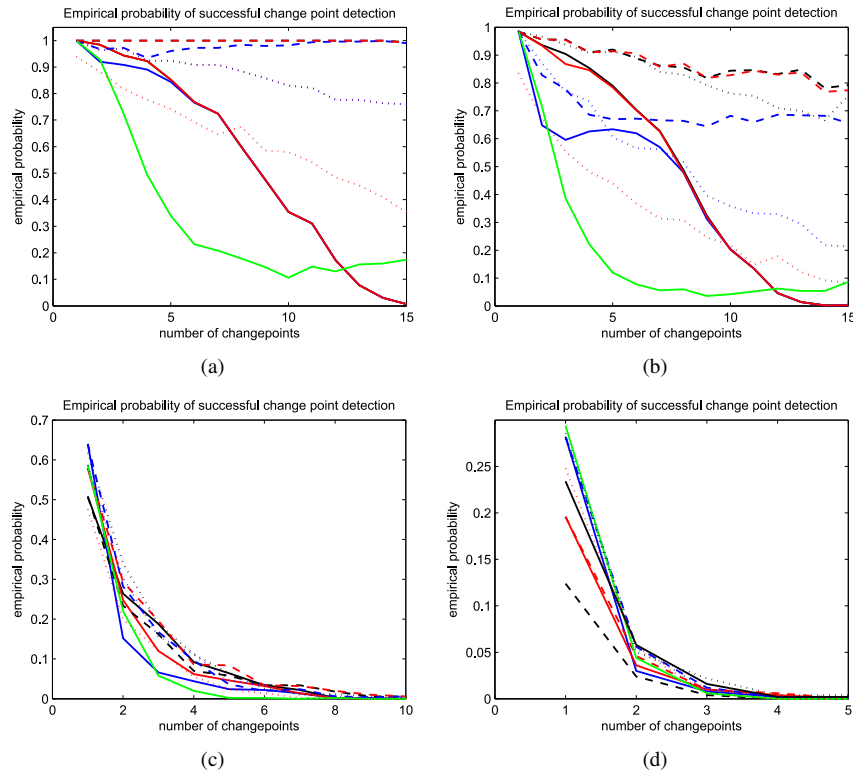 Empirical probability of successful change point detection
1
0.9
0.8
0.7
0.6
0.5
0.4
0.3
0.2
0.1
0
empirical probability
0 5 10 15
number of changepoints
(a)
Empirical probability of successful change point detection
1
0.9
0.8
0.7
0.6
0.5
0.4
0.3
0.2
0.1
0
empirical probability
0 5 10 15
number of changepoints
(b)
Empirical probability of successful change point detection
0.7
0.6
0.5
0.4
0.3
0.2
0.1
0
empirical probability
0 2 4 6 8 10
number of changepoints
(c)
Empirical probability of successful change point detection
0.25
0.2
0.15
0.1
0.05
0
empirical probability
0 1 2 3 4 5
number of changepoints
(d)